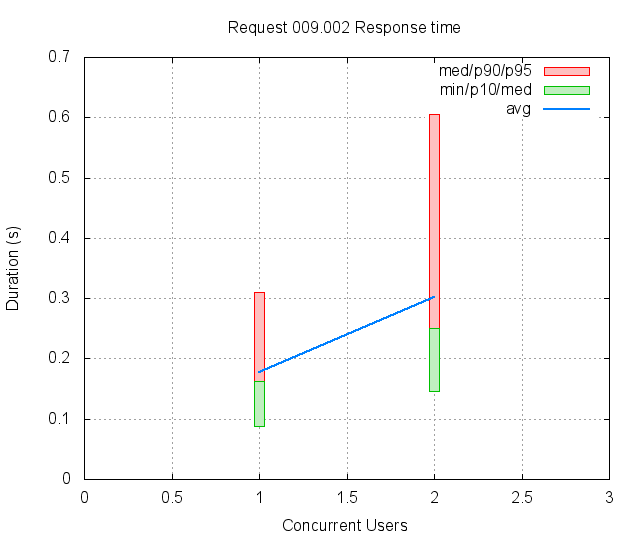 Request 009.002 Response time
med/p90/p95
min/p10/med
avg
0.7
0.6
0.5
0.4
0.3
0.2
0.1
0
Duration (s)
0 0.5 1 1.5 2 2.5 3
Concurrent Users